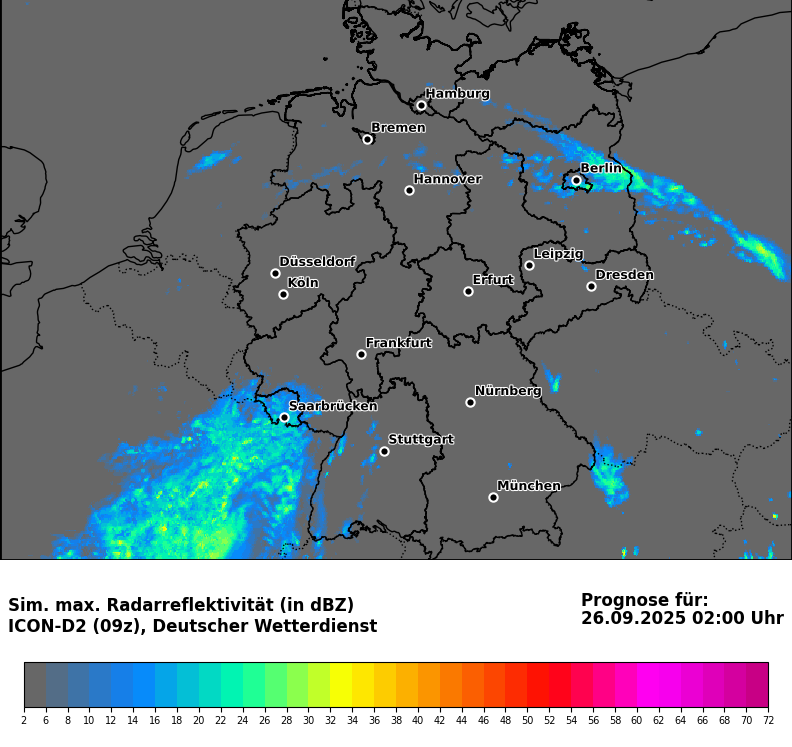 Hamburg
Bremen
Berlin
Hannover
Leipzig
Düsseldorf
Dresden
Köln
Erfurt
Frankfurt
Nürnberg
Saarbrücken
Stuttgart
München
Sim. max. Radarreflektivität (in dBZ)
ICON-D2 (09z), Deutscher Wetterdienst
Prognose für:
26.09.2025 02:00 Uhr
2 6 8 10 12 14 16 18 20 22 24 26 28 30 32 34 36 38 40 42 44 46 48 50 52 54 56 58 60 62 64 66 68 70 72